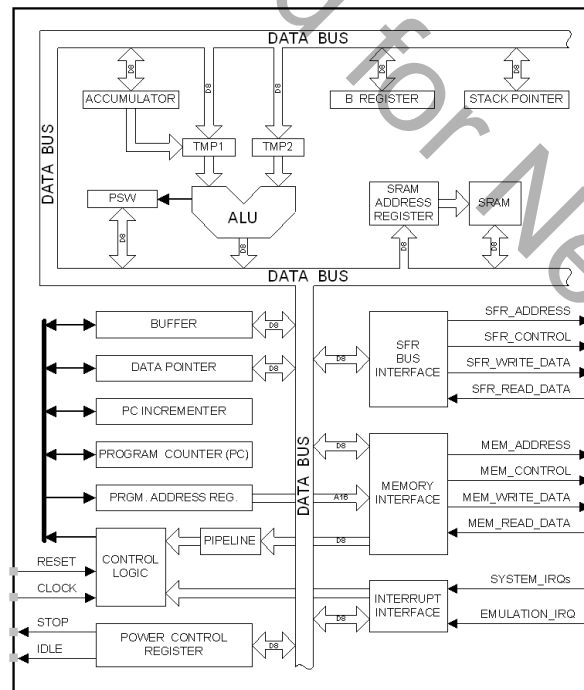 DATA BUS
D8
D8
D8
D8
D8
ACCUMULATOR
B REGISTER
STACK POINTER
DATA BUS
TMP1
TMP2
PSW
ALU
SRAM
ADDRESS
REGISTER
SRAM
D8
D8
D8
D8
DATA BUS
BUFFER
D8
DATA POINTER
D8
PC INCREMENTER
PROGRAM COUNTER (PC)
PRGM. ADDRESS REG.
A16
DATA BUS
D8
SFR
BUS
INTERFACE
SFR_ADDRESS
SFR_CONTROL
SFR_WRITE_DATA
SFR_READ_DATA
D8
MEMORY
INTERFACE
MEM_ADDRESS
MEM_CONTROL
MEM_WRITE_DATA
MEM_READ_DATA
CONTROL
LOGIC
PIPELINE
D8
RESET
CLOCK
INTERRUPT
INTERFACE
SYSTEM_IRQs
EMULATION_IRQ
D8
STOP
IDLE
POWER CONTROL
REGISTER
D8
d for Ne